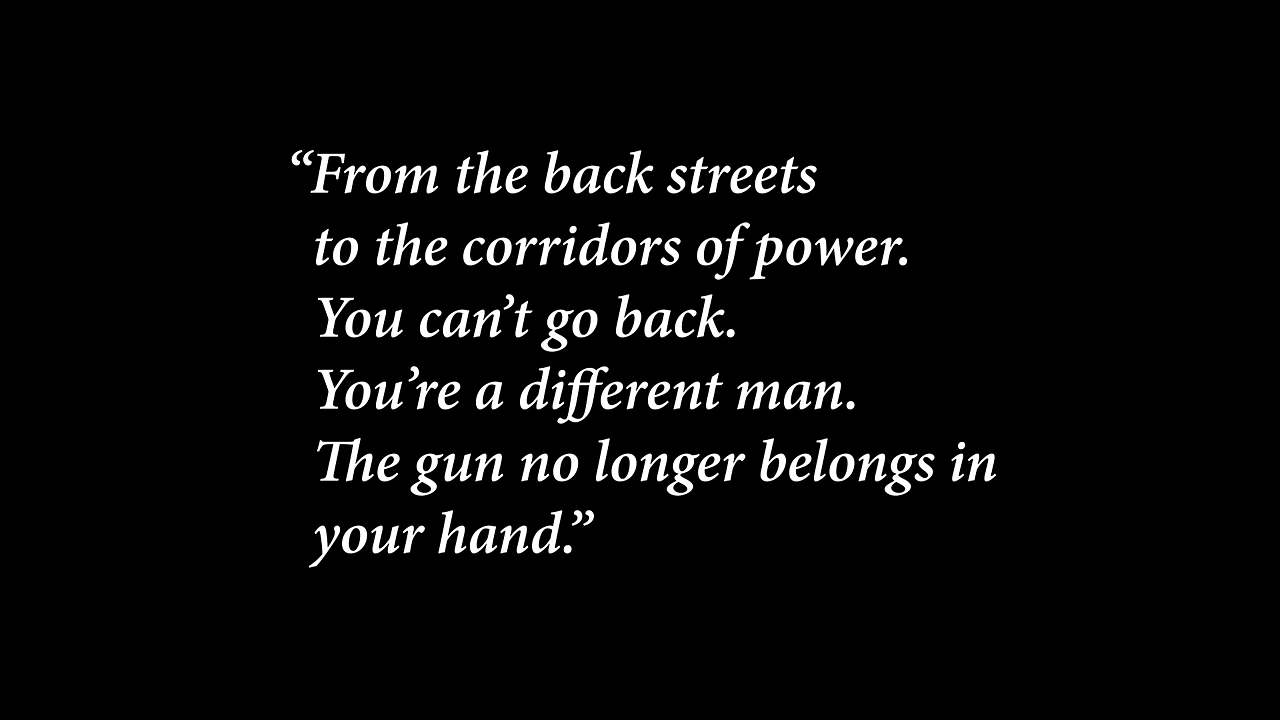 “From the back streets
to the corridors of power.
You can’t go back.
You’re a different man.
The gun no longer belongs in
your hand.”